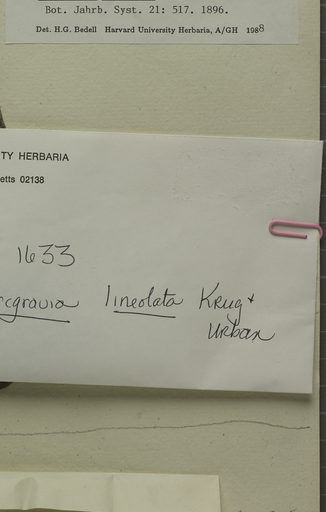 Bot. Jahrb. Syst. 21: 517. 1896.
Det. H.G. Bedell Harvard University Herbaria, A/GH 1988
TY HERBARIA
etts 02138
1633
rcgravia lineolata Krug +
Urban